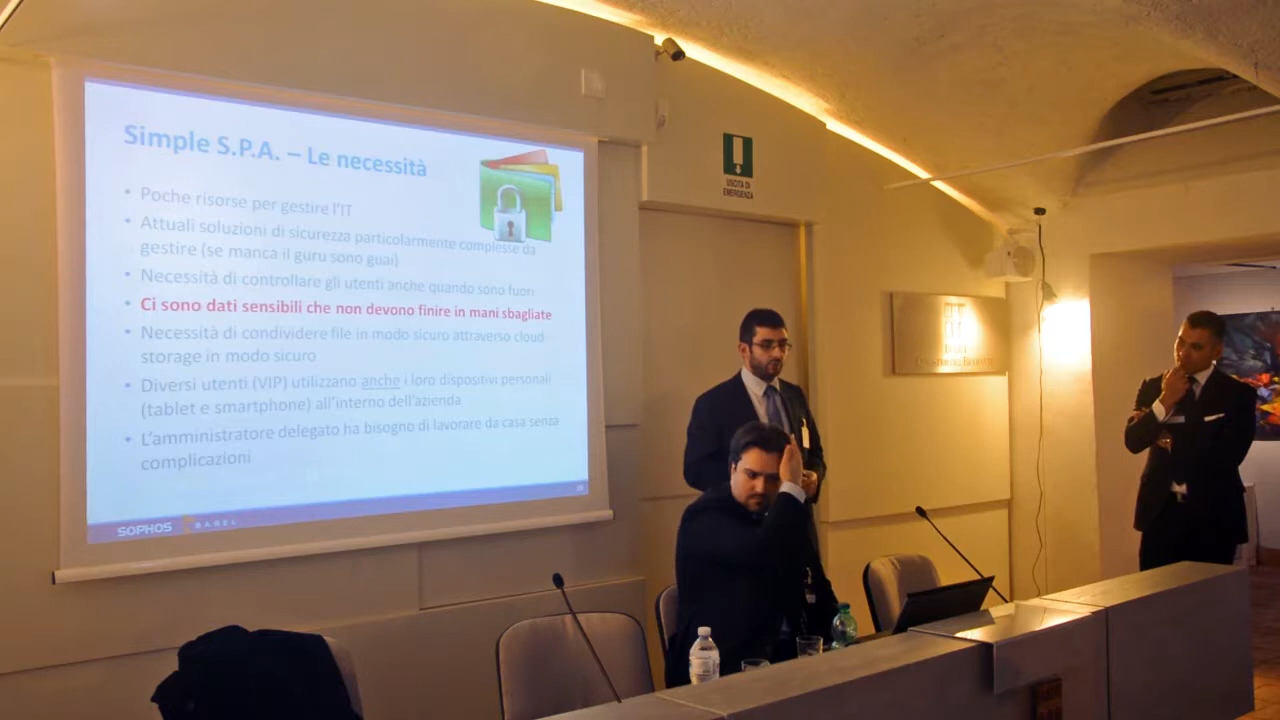 Simple S.P.A. – Le necessità
• Poche risorse per gestire l'IT
• Attuali soluzioni di sicurezza particolarmente complesse da
gestire (se manca il guru sono guai)
• Necessità di controllare gli utenti anche quando sono fuori
• Ci sono dati sensibili che non devono finire in mani sbagliate
• Necessità di condividere file in modo sicuro attraverso cloud
storage in modo sicuro
• Diversi utenti (VIP) utilizzano anche i loro dispositivi personali
(tablet e smartphone) all'interno dell'azienda
• L'amministratore delegato ha bisogno di lavorare da casa senza
complicazioni
SOPHOS BABEL
USCITA DI
EMERGENZA